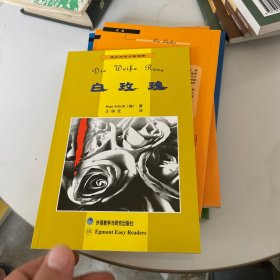 Die Weiße Rose
白玫瑰
Inge Scholl (德) 著
译
外语教学与研究出版社
Egmont Easy Readers